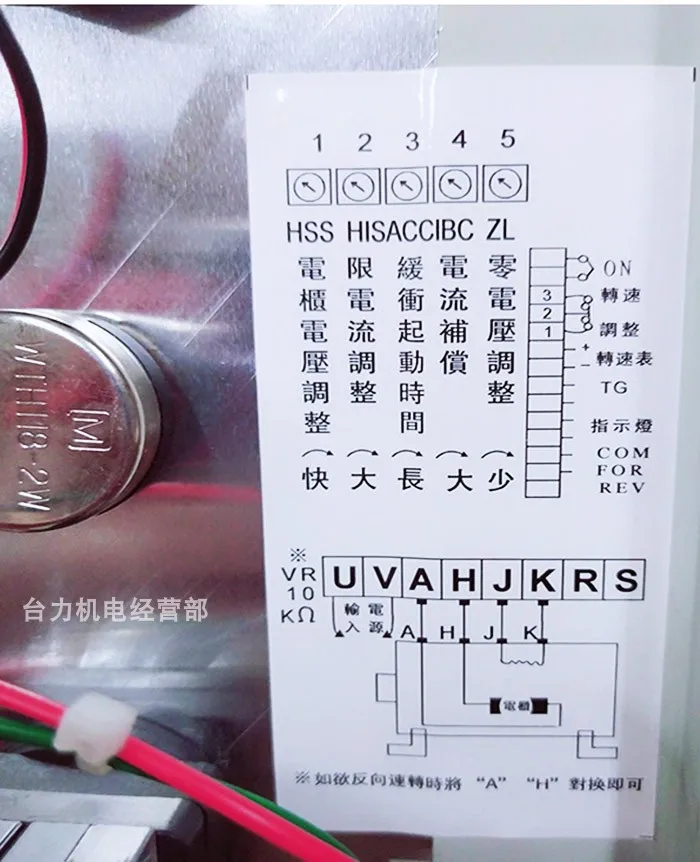 1 2 3 4 5
HSS HISACCIBC ZL
電櫃電壓調整
限電流調整
緩衝起動時間
電流補償
零電壓調整
快 大 長 大 少
ON
3 轉速
2
1 調整
+
- 轉速表
TG
指示燈
COM
FOR
REV
※
VR
10
KΩ
U V A H J K R S
輸入 電源
A H J K
電櫃
※如欲反向運轉時將 “A” “H” 對換即可
WTH118-2W
[M]
台力机电经营部